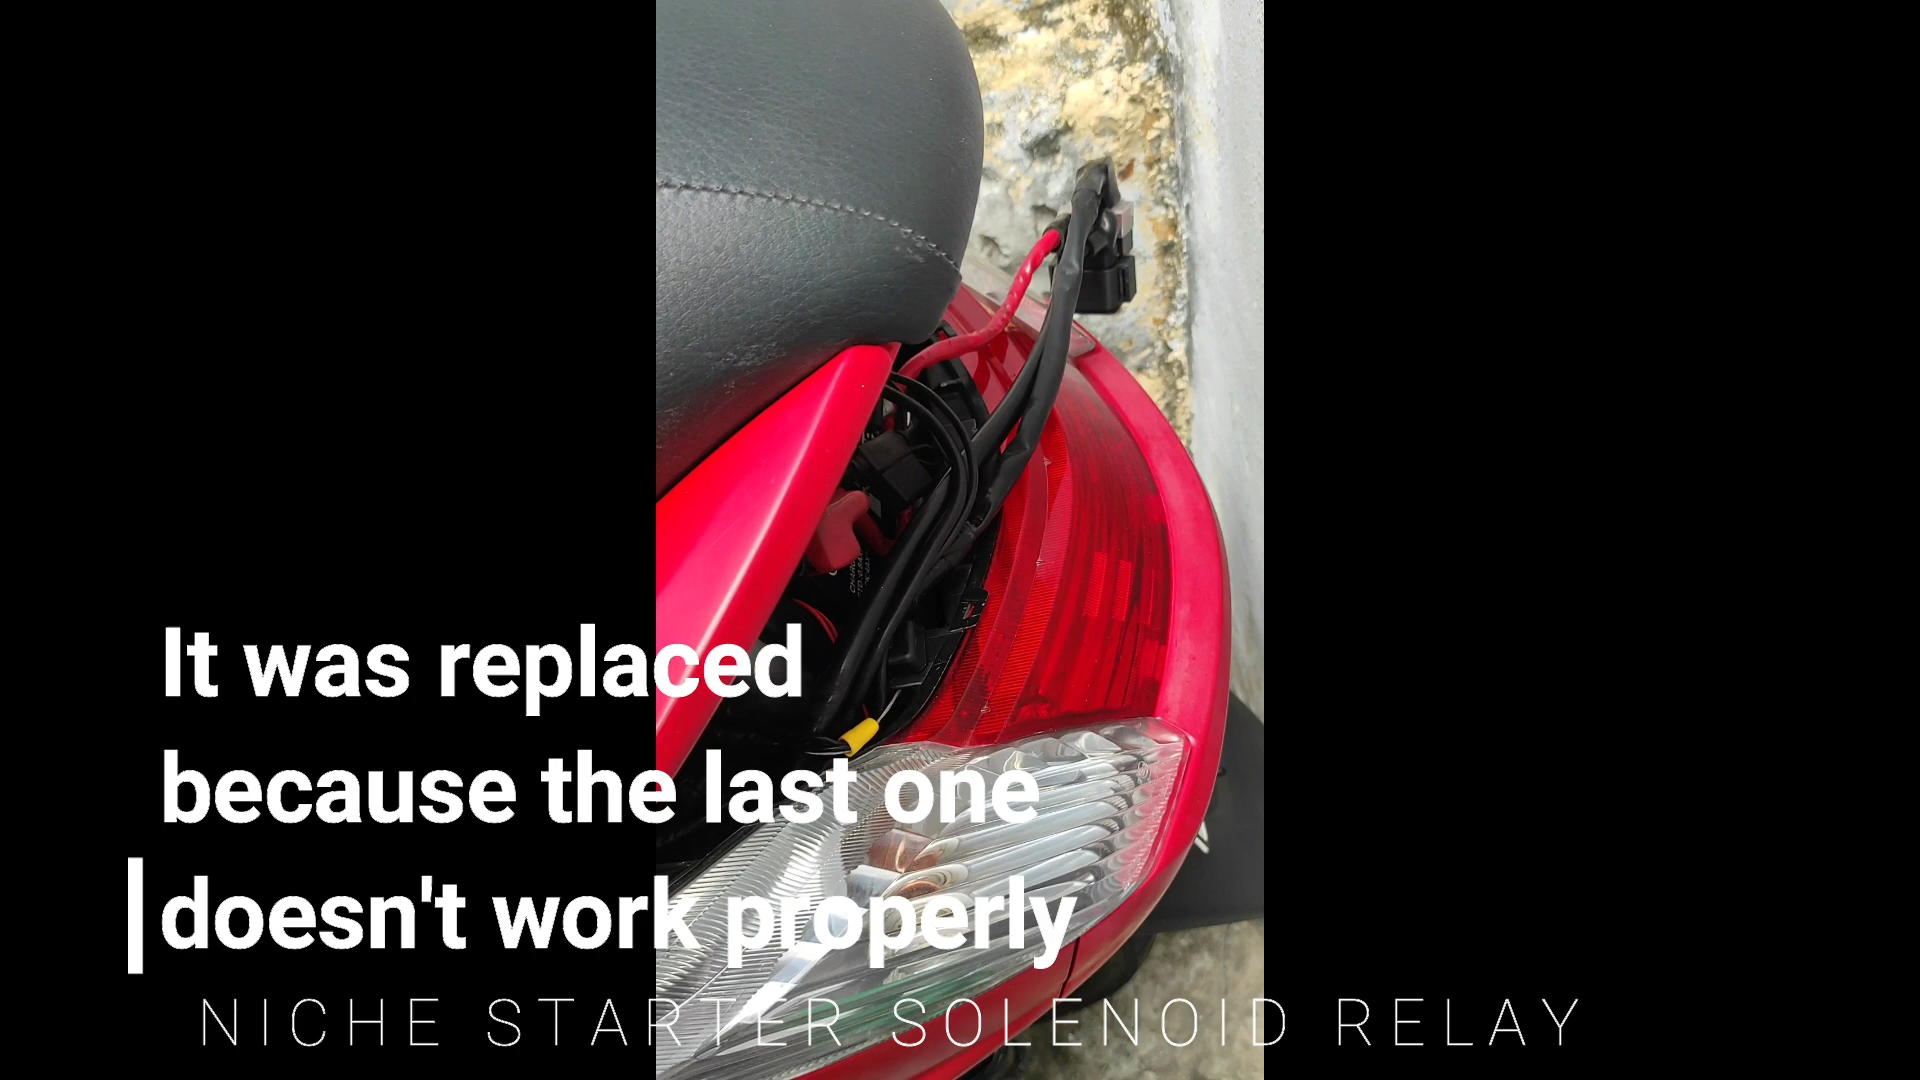 It was replaced
because the last one
doesn't work properly
NICHE STARTER SOLENOID RELAY